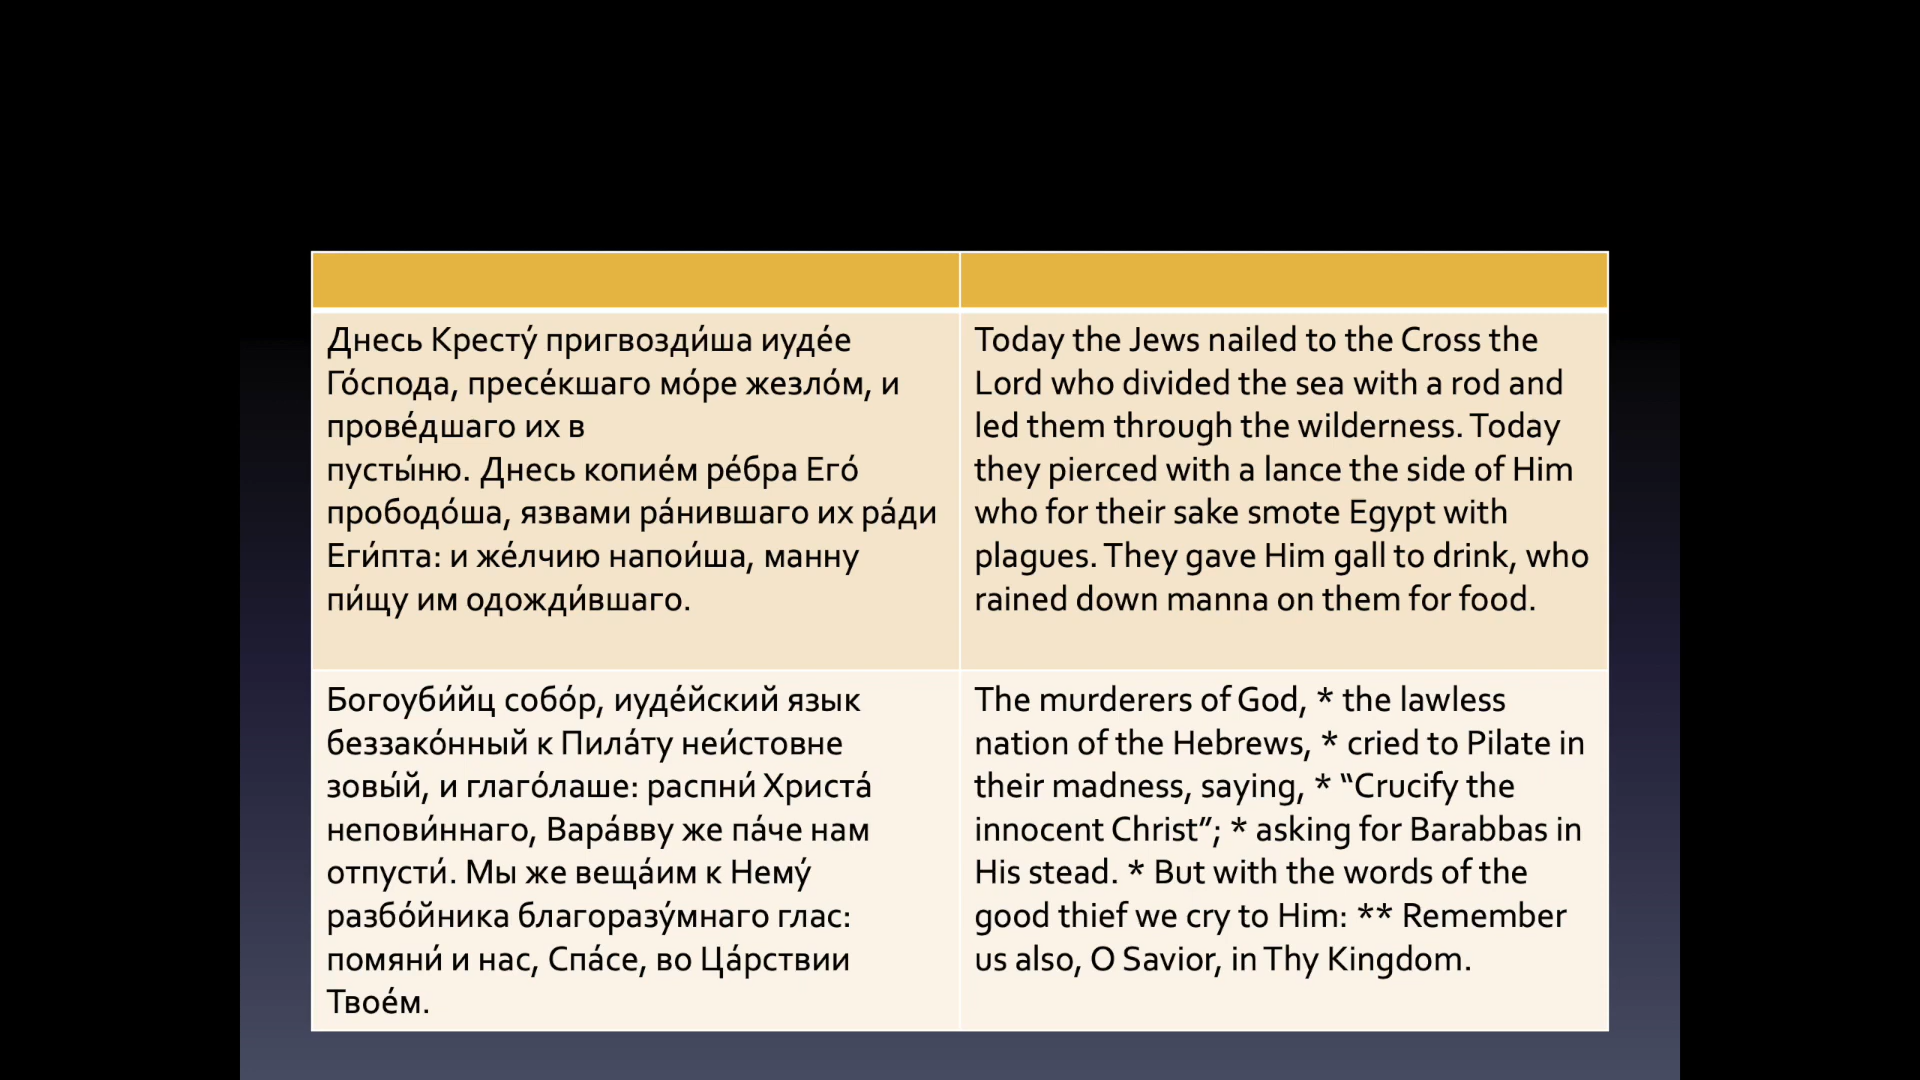 Днесь Кресту́ пригвозди́ша иуде́е
Го́спода, пресе́кшаго мо́ре жезло́м, и
прове́дшаго их в
пусты́ню. Днесь копие́м ре́бра Его́
прободо́ша, язвами ра́нившаго их ра́ди
Еги́пта: и же́лчию напои́ша, манну
пи́щу им одожди́вшаго.
Today the Jews nailed to the Cross the
Lord who divided the sea with a rod and
led them through the wilderness. Today
they pierced with a lance the side of Him
who for their sake smote Egypt with
plagues. They gave Him gall to drink, who
rained down manna on them for food.
Богоуби́йц собо́р, иуде́йский язык
беззако́нный к Пила́ту неи́стовне
зовы́й, и глаго́лаше: распни́ Христа́
непови́ннаго, Вара́вву же па́че нам
отпусти́. Мы же веща́им к Нему́
разбо́йника благоразу́мнаго глас:
помяни́ и нас, Спа́се, во Ца́рствии
Твое́м.
The murderers of God, * the lawless
nation of the Hebrews, * cried to Pilate in
their madness, saying, * “Crucify the
innocent Christ”; * asking for Barabbas in
His stead. * But with the words of the
good thief we cry to Him: ** Remember
us also, O Savior, in Thy Kingdom.